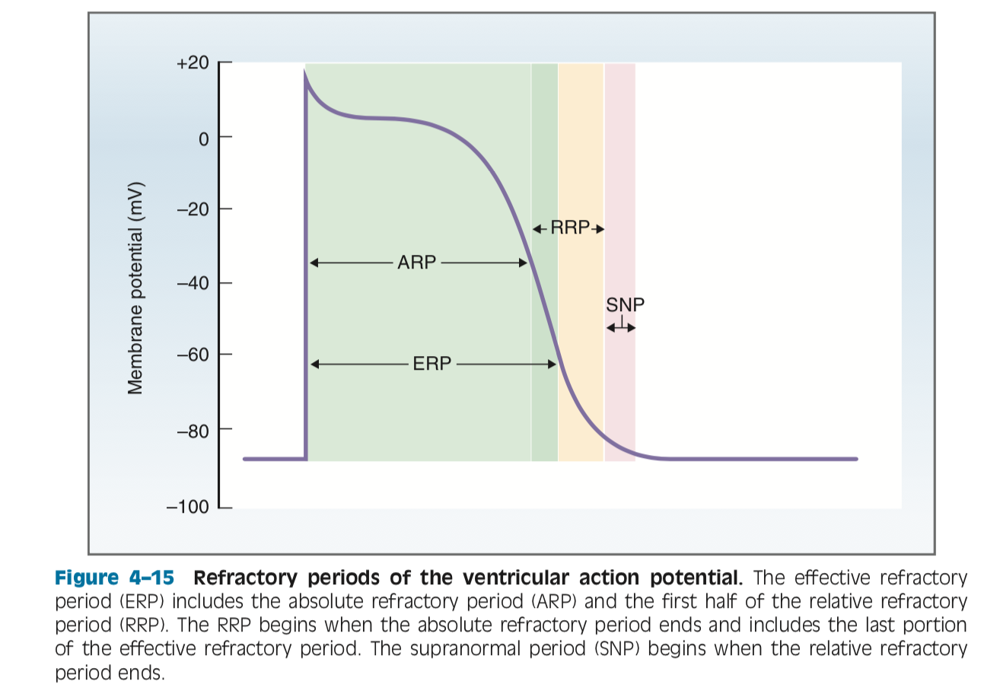 +20
0
–20
–40
–60
–80
–100
Membrane potential (mV)
RRP
ARP
SNP
ERP
Figure 4–15 Refractory periods of the ventricular action potential. The effective refractory
period (ERP) includes the absolute refractory period (ARP) and the first half of the relative refractory
period (RRP). The RRP begins when the absolute refractory period ends and includes the last portion
of the effective refractory period. The supranormal period (SNP) begins when the relative refractory
period ends.